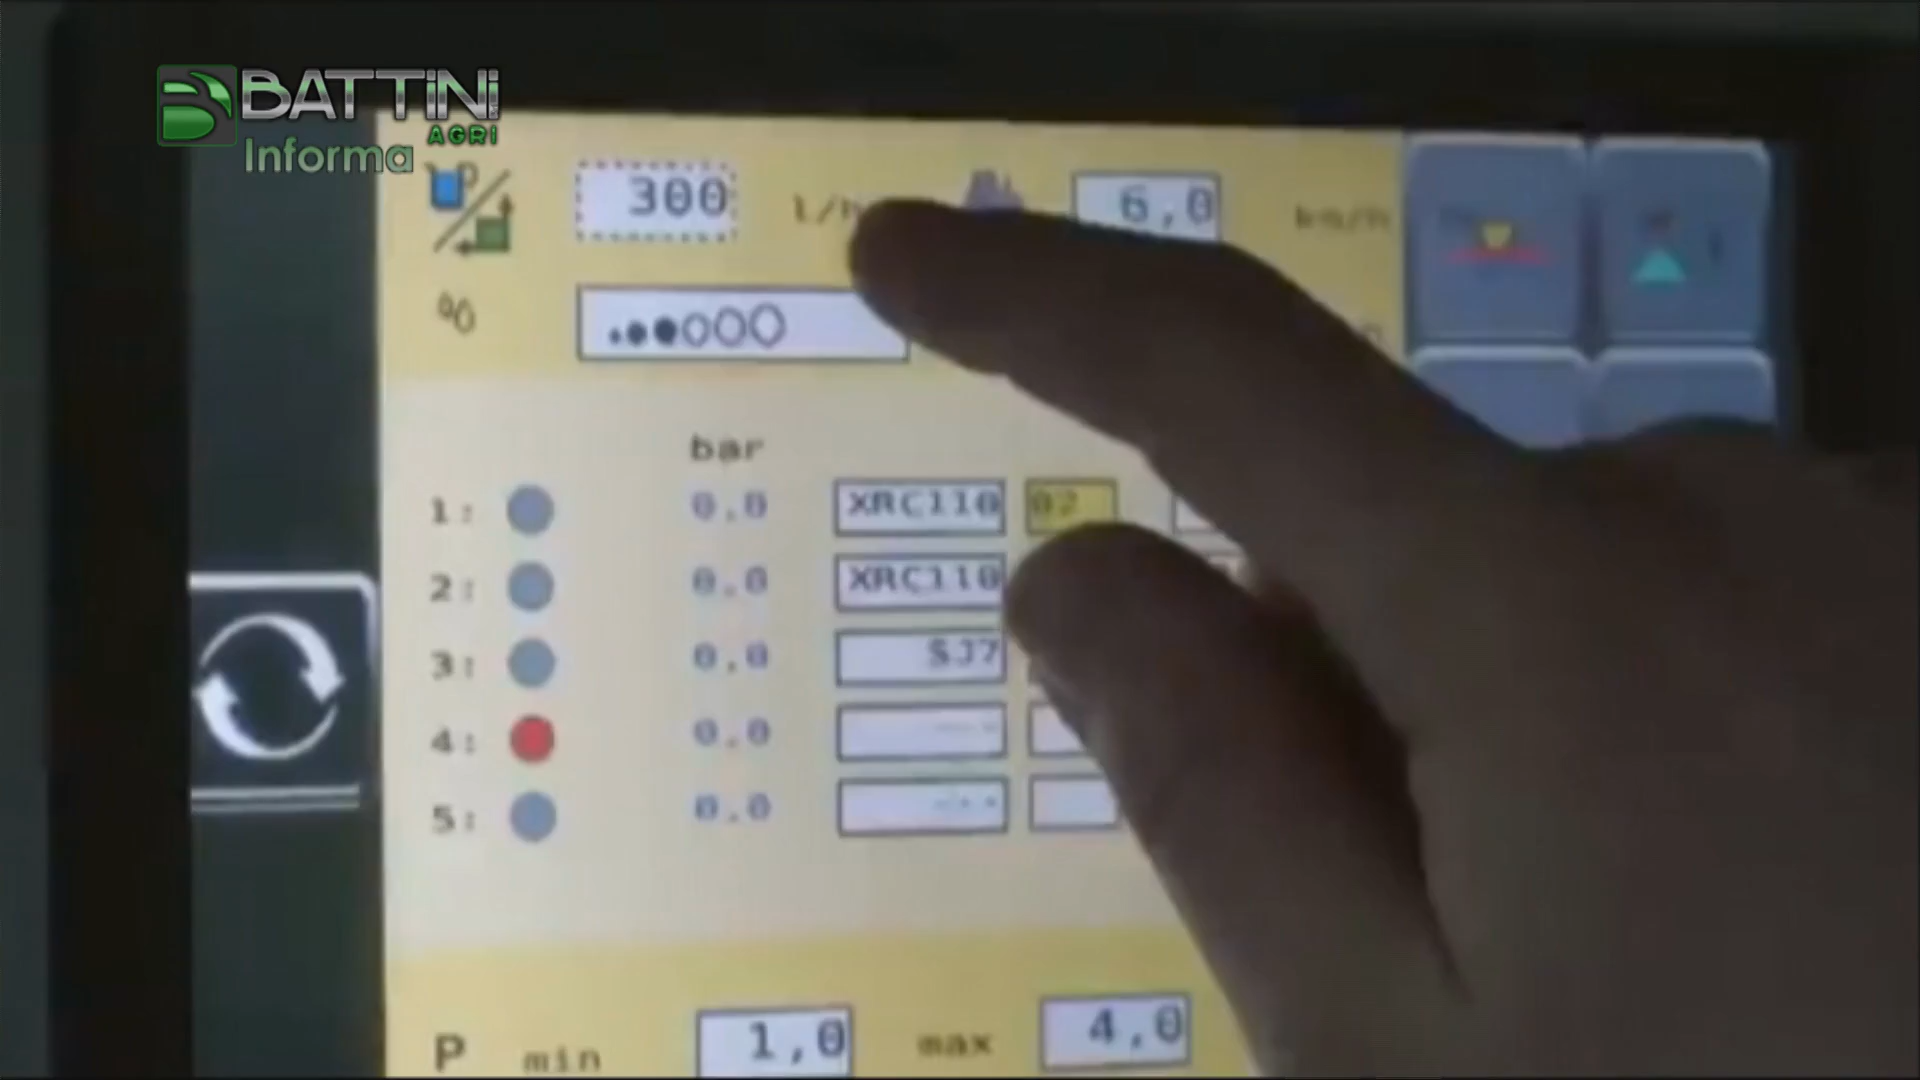 BATTiNi
AGRI
Informa
300 l/h 6,0 km/h
bar
1: 0.0 XRC110 02
2: 0.0 XRC110
3: 0.0 SJ7
4: 0.0 ---
5: 0.0 ---
P min 1,0 max 4,0